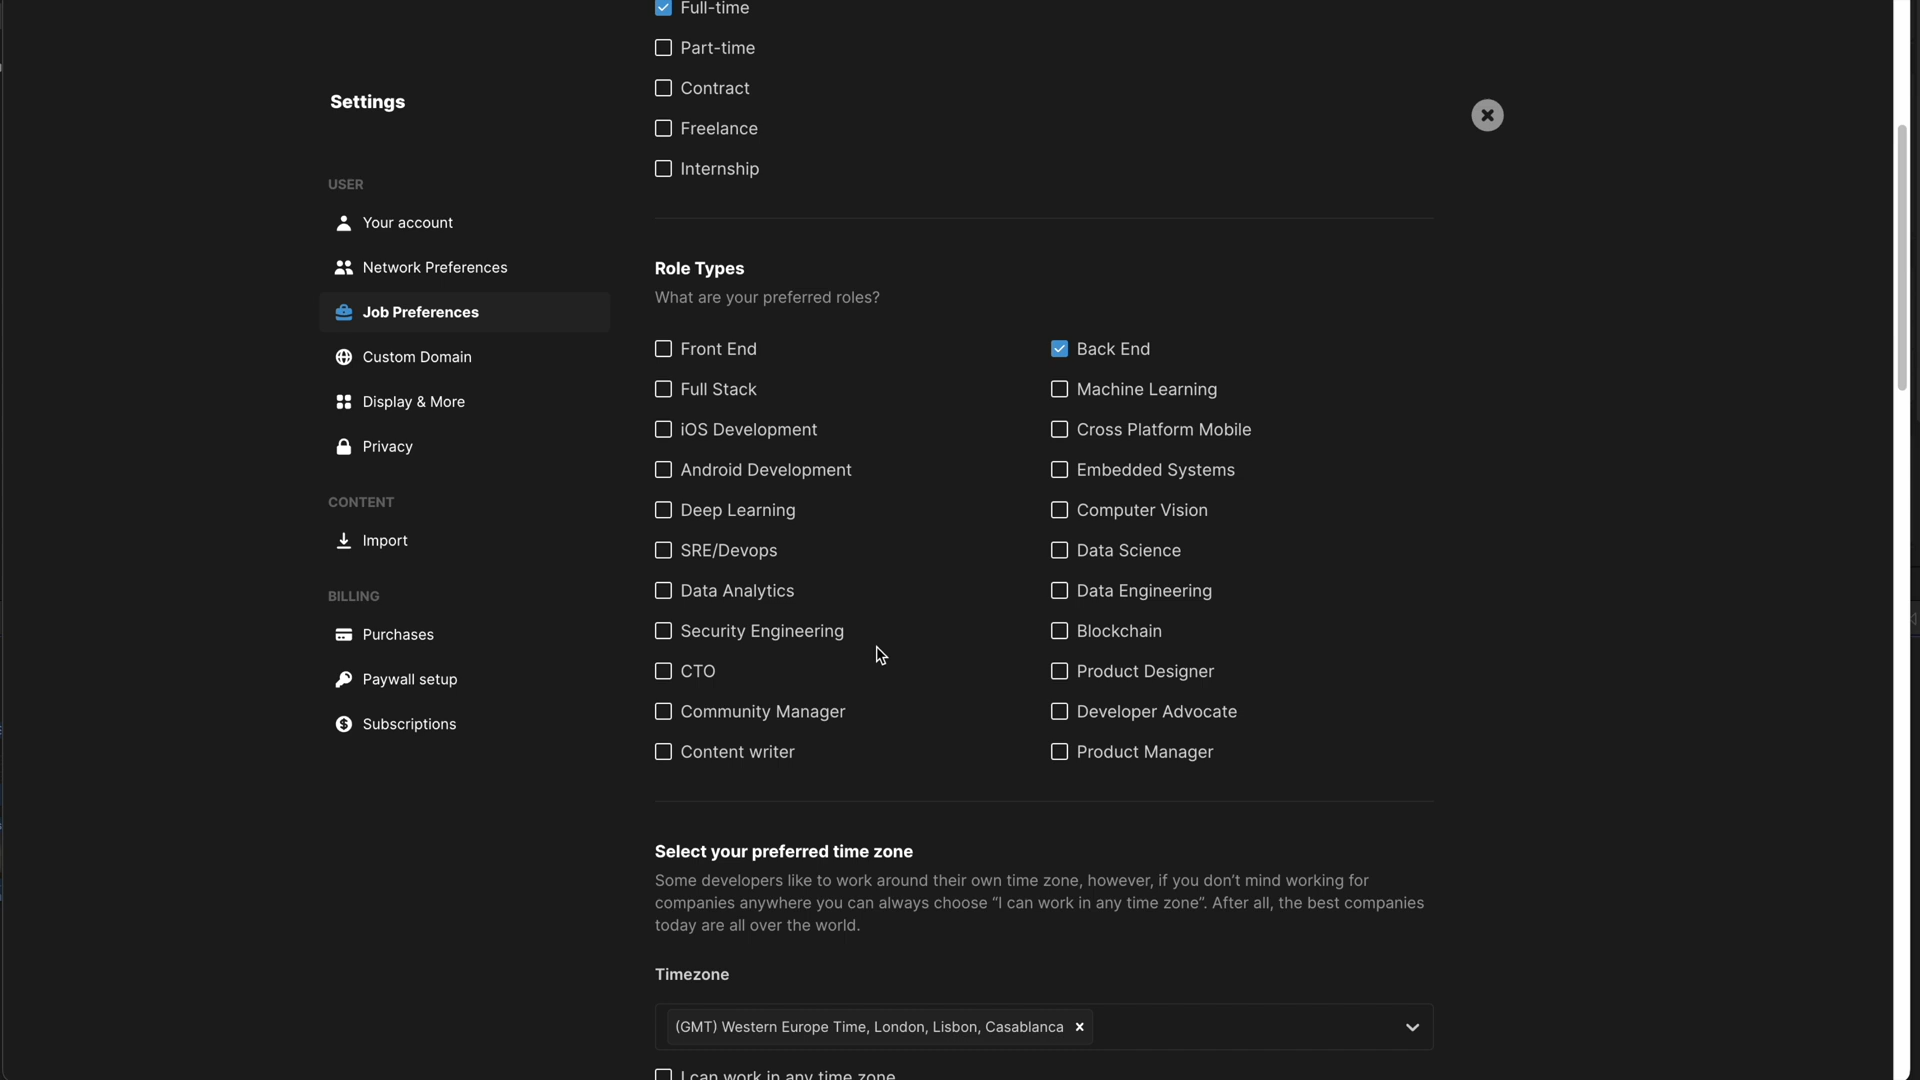 Settings
USER
Your account
Network Preferences
Job Preferences
Custom Domain
Display & More
Privacy
CONTENT
Import
BILLING
Purchases
Paywall setup
Subscriptions
Full-time
Part-time
Contract
Freelance
Internship
Role Types
What are your preferred roles?
Front End
Back End
Full Stack
Machine Learning
iOS Development
Cross Platform Mobile
Android Development
Embedded Systems
Deep Learning
Computer Vision
SRE/Devops
Data Science
Data Analytics
Data Engineering
Security Engineering
Blockchain
CTO
Product Designer
Community Manager
Developer Advocate
Content writer
Product Manager
Select your preferred time zone
Some developers like to work around their own time zone, however, if you don’t mind working for
companies anywhere you can always choose “I can work in any time zone”. After all, the best companies
today are all over the world.
Timezone
(GMT) Western Europe Time, London, Lisbon, Casablanca
I can work in any time zone